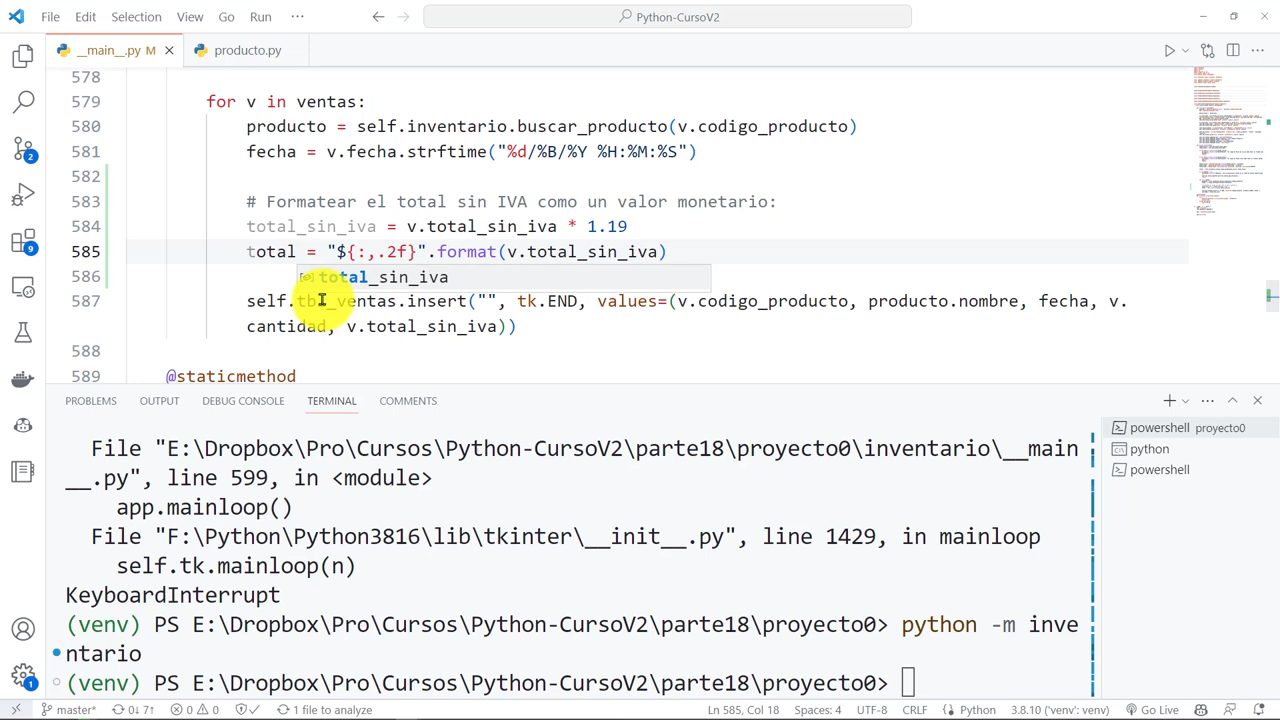 File Edit Selection View Go Run ··· Python-CursoV2
__main__.py M producto.py
578
579 for v in ventas:
580 producto = self.inventario.buscar_producto(v.codigo_producto)
581 fecha =
582
583 # Formatear el total sin IVA como un valor monetario.
584 total_sin_iva = v.total_sin_iva * 1.19
585 total = "${:,.2f}".format(v.total_sin_iva)
total_sin_iva
586
587 self.tbl_ventas.insert("", tk.END, values=(v.codigo_producto, producto.nombre, fecha, v.
cantidad, v.total_sin_iva))
588
589 @staticmethod
PROBLEMS OUTPUT DEBUG CONSOLE TERMINAL COMMENTS
File "E:\Dropbox\Pro\Cursos\Python-CursoV2\parte18\proyecto0\inventario\__main
__.py", line 599, in <module>
app.mainloop()
File "F:\Python\Python3816\lib\tkinter\__init__.py", line 1429, in mainloop
self.tk.mainloop(n)
KeyboardInterrupt
(venv) PS E:\Dropbox\Pro\Cursos\Python-CursoV2\parte18\proyecto0> python -m inve
ntario
(venv) PS E:\Dropbox\Pro\Cursos\Python-CursoV2\parte18\proyecto0>
powershell proyecto0
python
powershell
2
9
1
master* 0↓ 7↑ 0 0 1 file to analyze Ln 585, Col 18 Spaces: 4 UTF-8 CRLF Python 3.8.10 ('venv': venv) Go Live